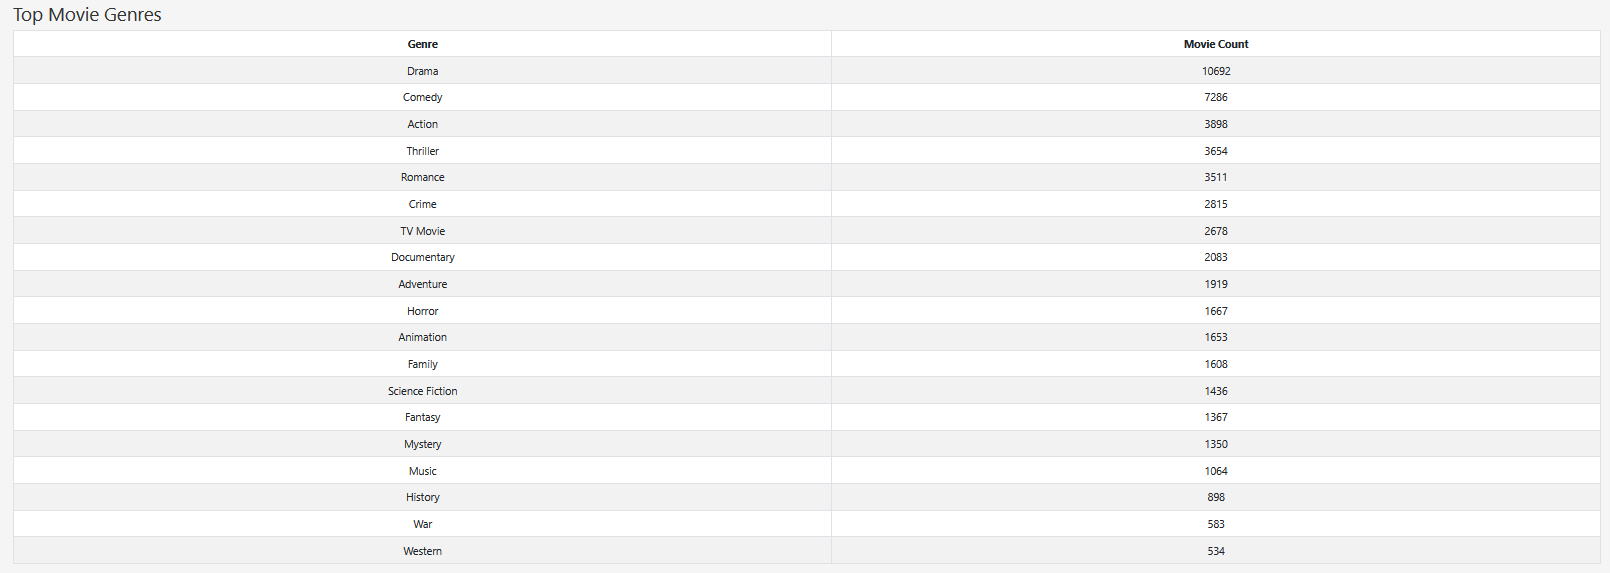 Top Movie Genres
Genre Movie Count
Drama 10692
Comedy 7286
Action 3898
Thriller 3654
Romance 3511
Crime 2815
TV Movie 2678
Documentary 2083
Adventure 1919
Horror 1667
Animation 1653
Family 1608
Science Fiction 1436
Fantasy 1367
Mystery 1350
Music 1064
History 898
War 583
Western 534